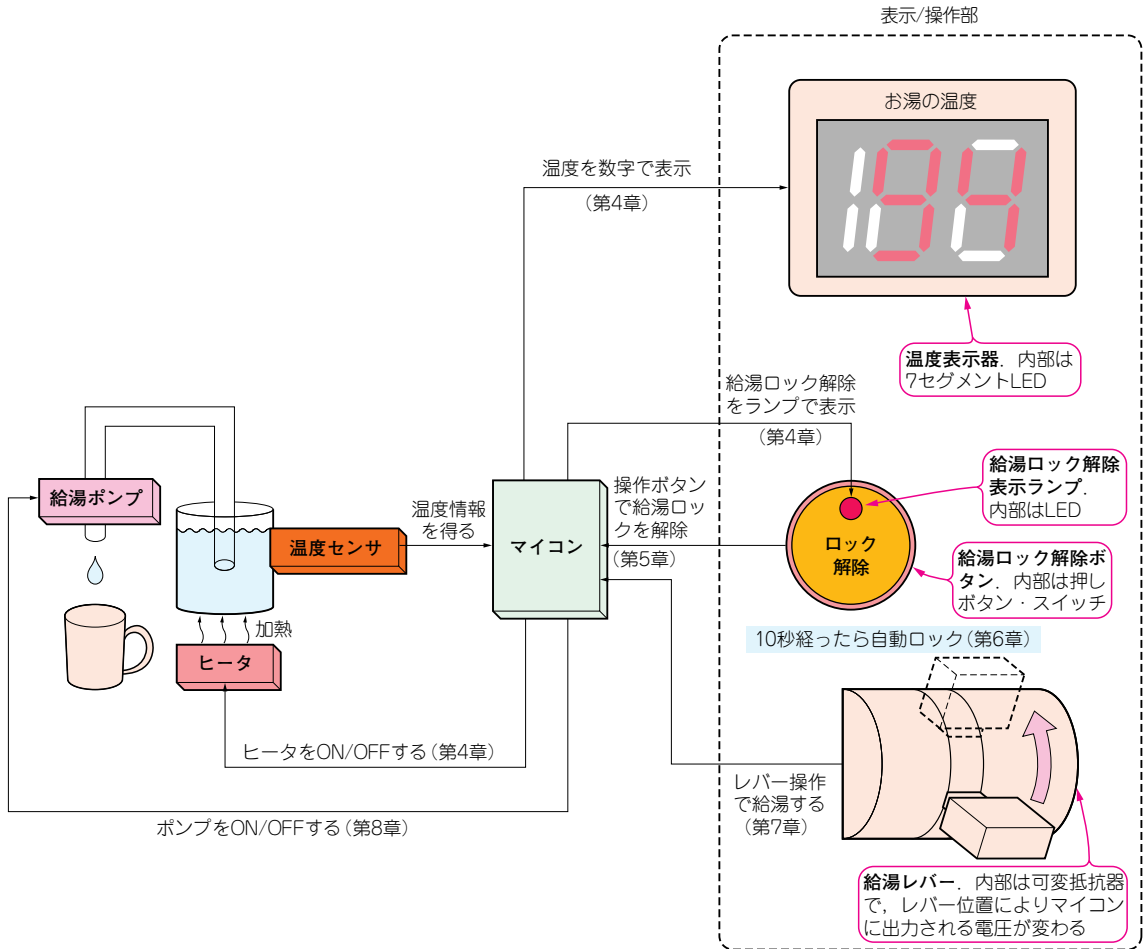 表示/操作部
お湯の温度
199
温度を数字で表示
(第4章)
温度表示器．内部は
7セグメントLED
給湯ロック解除
をランプで表示
(第4章)
給湯ロック解除
表示ランプ．
内部はLED
給湯ポンプ
操作ボタン
で給湯ロッ
クを解除
(第5章)
温度情報
を得る
温度センサ
マイコン
ロック
解除
給湯ロック解除ボ
タン．内部は押し
ボタン・スイッチ
加熱
ヒータ
10秒経ったら自動ロック(第6章)
ヒータをON/OFFする(第4章)
レバー操作
で給湯する
(第7章)
ポンプをON/OFFする(第8章)
給湯レバー．内部は可変抵抗器
で，レバー位置によりマイコン
に出力される電圧が変わる